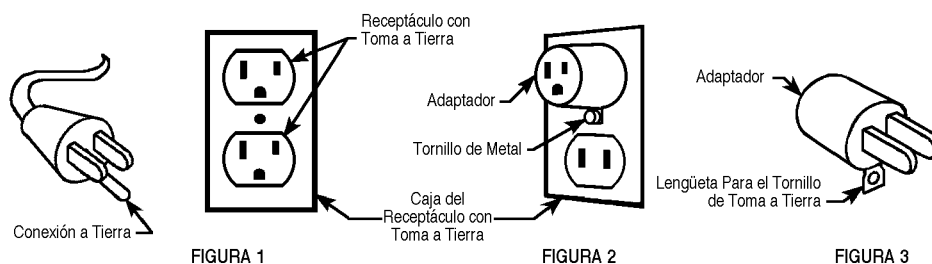 Receptáculo con
Toma a Tierra
Adaptador
Tornillo de Metal
Caja del
Receptáculo con
Toma a Tierra
Conexión a Tierra
Adaptador
Lengüeta Para el Tornillo
de Toma a Tierra
FIGURA 1
FIGURA 2
FIGURA 3